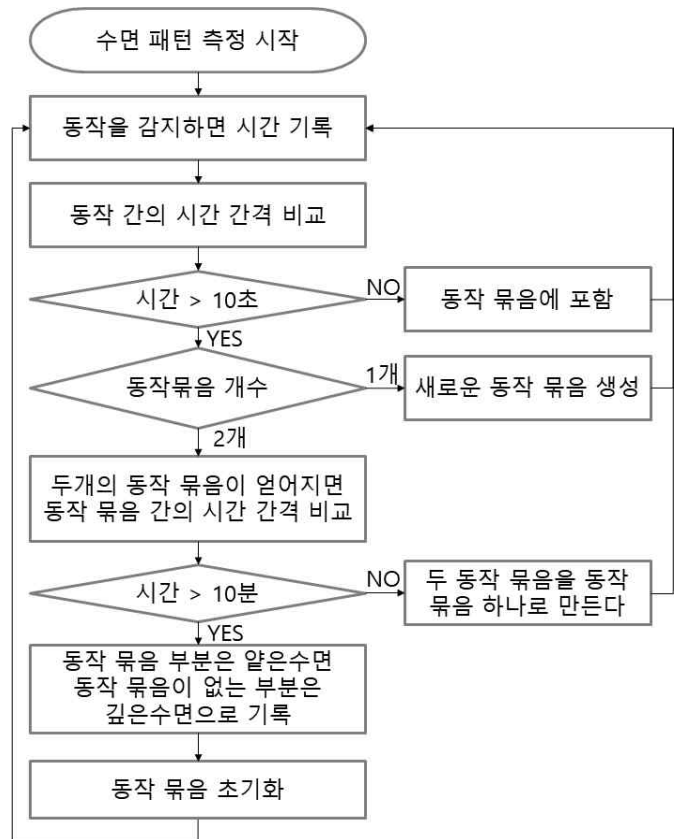 수면 패턴 측정 시작
동작을 감지하면 시간 기록
동작 간의 시간 간격 비교
시간 > 10초
NO
동작 묶음에 포함
YES
동작묶음 개수
1개
새로운 동작 묶음 생성
2개
두개의 동작 묶음이 얻어지면
동작 묶음 간의 시간 간격 비교
시간 > 10분
NO
두 동작 묶음을 동작
묶음 하나로 만든다
YES
동작 묶음 부분은 얕은수면
동작 묶음이 없는 부분은
깊은수면으로 기록
동작 묶음 초기화